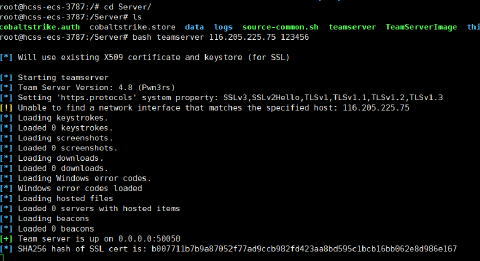 root@hcss-ecs-3787:/# cd Server/
root@hcss-ecs-3787:/Server# ls
cobaltstrike.auth  cobaltstrike.store  data  logs  source-common.sh  teamserver  TeamServerImage  thi
root@hcss-ecs-3787:/Server# bash teamserver 116.205.225.75 123456
[*] Will use existing X509 certificate and keystore (for SSL)
[*] Starting teamserver
[*] Team Server Version: 4.8 (Pwn3rs)
[*] Setting 'https.protocols' system property: SSLv3,SSLv2Hello,TLSv1,TLSv1.1,TLSv1.2,TLSv1.3
[!] Unable to find a network interface that matches the specified host: 116.205.225.75
[*] Loading keystrokes.
[*] Loaded 0 keystrokes.
[*] Loading screenshots.
[*] Loaded 0 screenshots.
[*] Loading downloads.
[*] Loaded 0 downloads.
[*] Loading Windows error codes.
[*] Windows error codes loaded
[*] Loading hosted files
[*] Loaded 0 servers with hosted items
[*] Loading beacons
[*] Loaded 0 beacons
[+] Team server is up on 0.0.0.0:50050
[*] SHA256 hash of SSL cert is: b007711b7b9a87052f77ad9ccb982fd423aa8bd595c1bcb16bb062e8d986e167